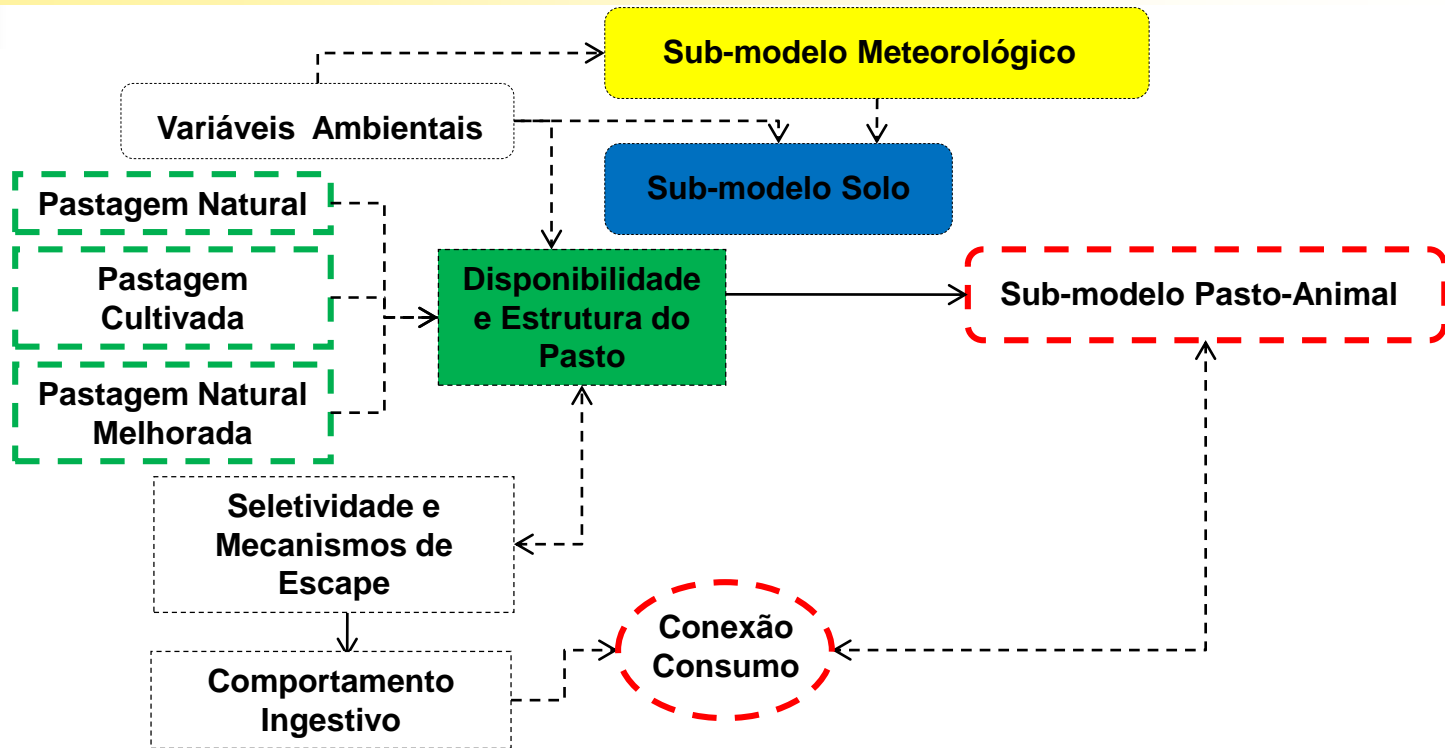 Sub-modelo Meteorológico
Variáveis Ambientais
Sub-modelo Solo
Pastagem Natural
Pastagem
Cultivada
Pastagem Natural
Melhorada
Disponibilidade
e Estrutura do
Pasto
Sub-modelo Pasto-Animal
Seletividade e
Mecanismos de
Escape
Comportamento
Ingestivo
Conexão
Consumo